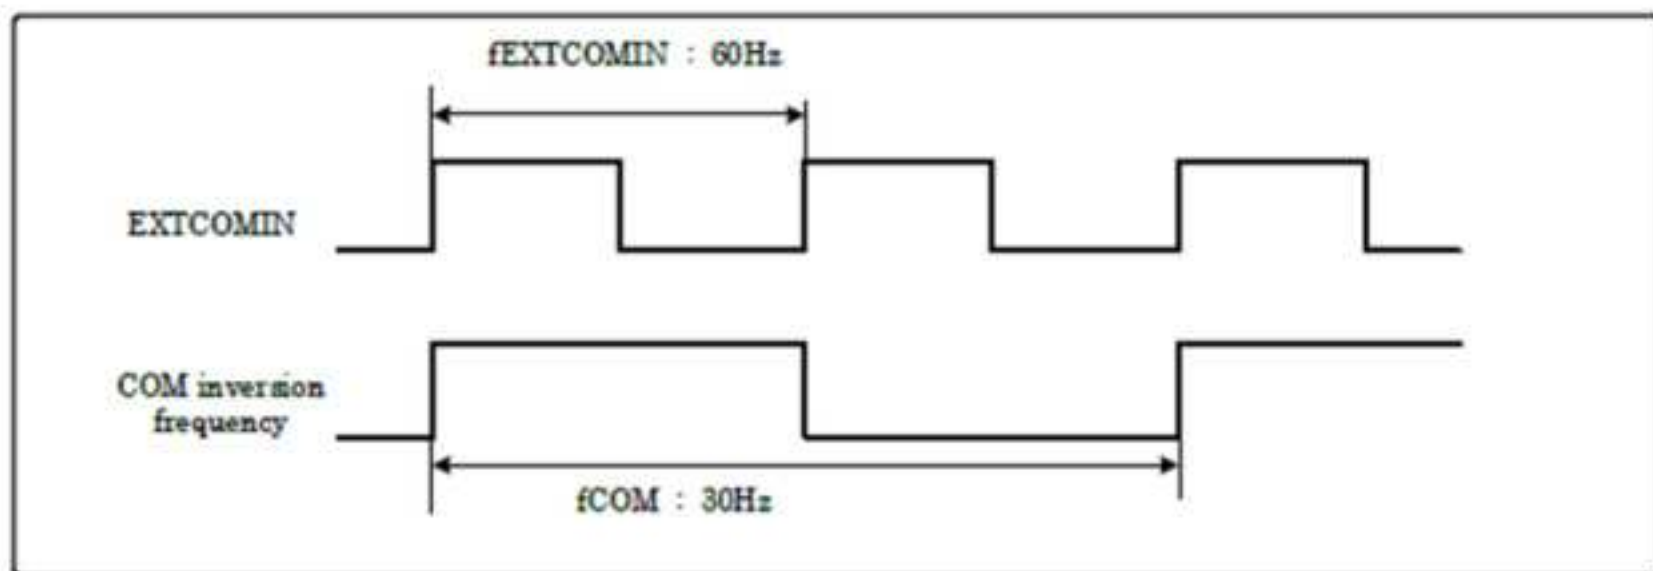 fEXTCOMIN : 60Hz
EXTCOMIN
COM inversion
frequency
fCOM : 30Hz